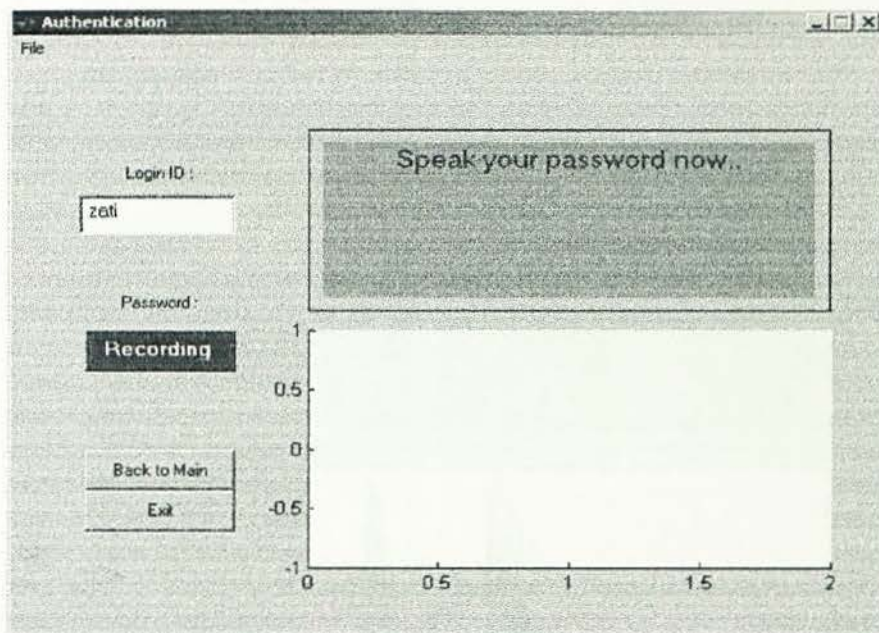 Authentication
File
Speak your password now..
Login ID :
zati
Password :
Recording
Back to Main
Exit
1
0.5
0
-0.5
-1
0
0.5
1
1.5
2